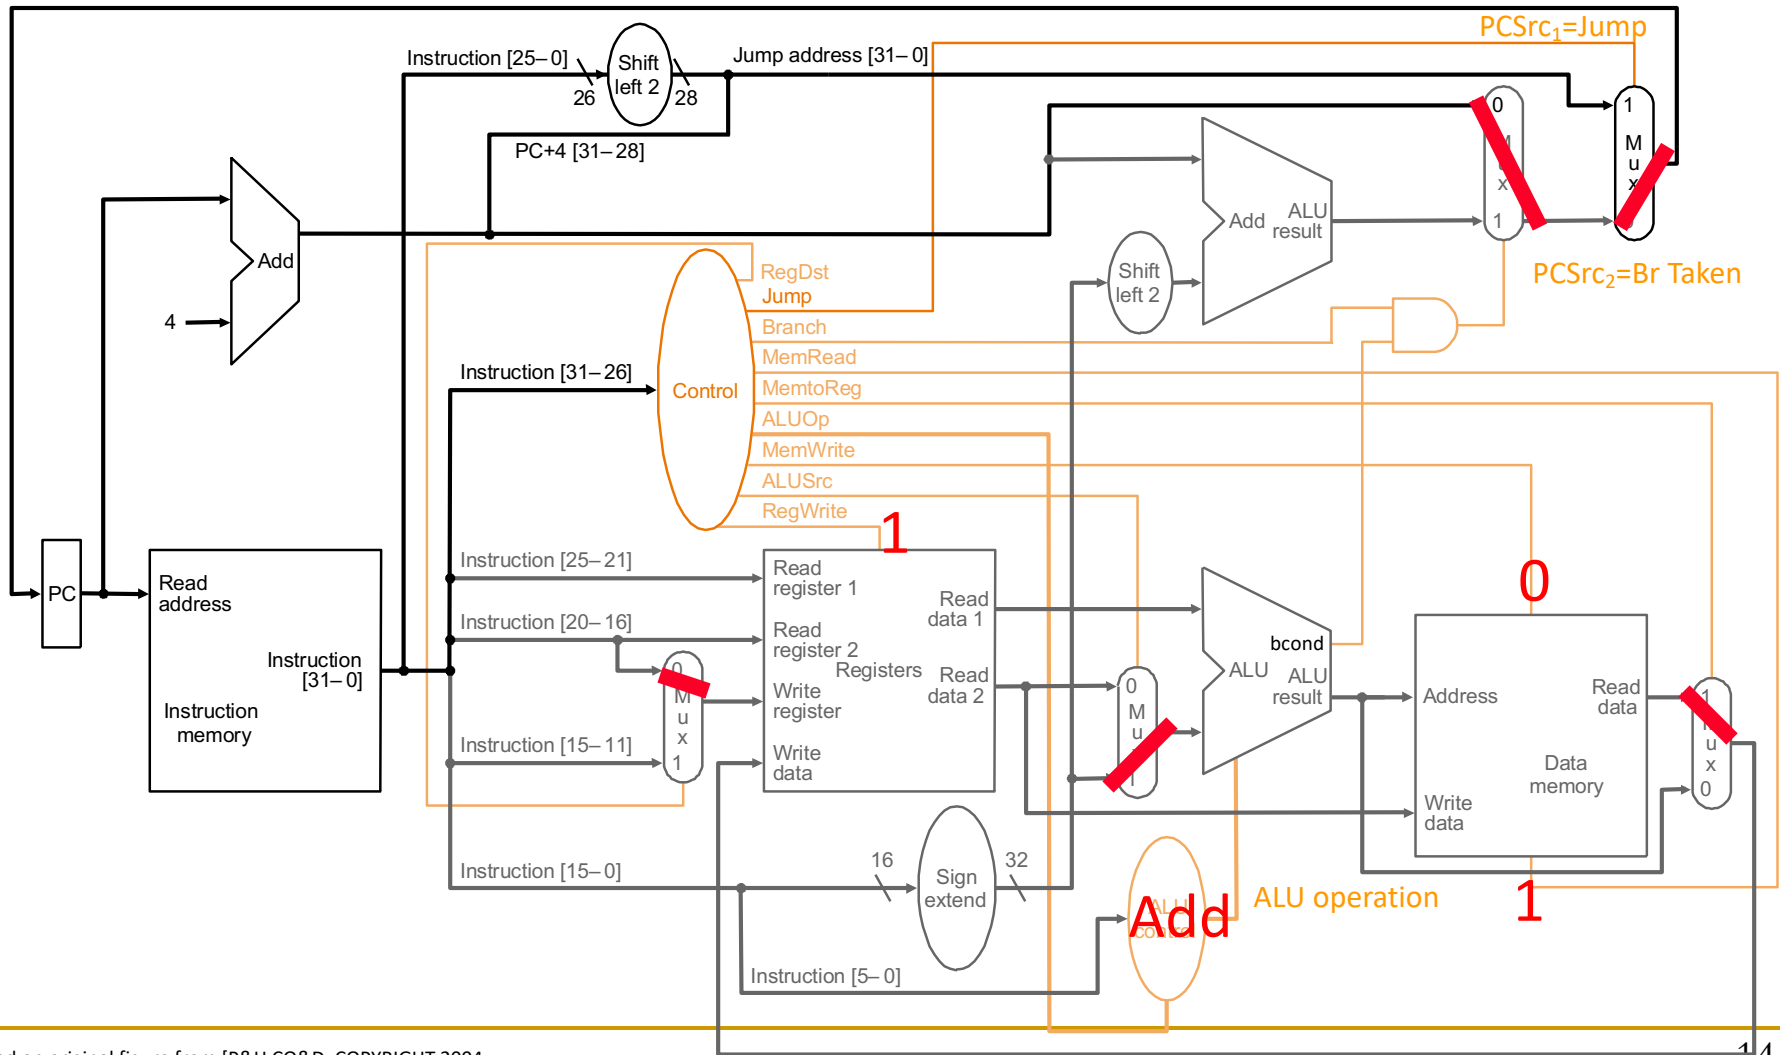 PCSrc1=Jump
Instruction [25–0]
Shift
left 2
Jump address [31–0]
26
28
PC+4 [31–28]
0
M
u
x
1
1
M
u
x
Add
ALU
result
Add
4
Shift
left 2
PCSrc2=Br Taken
RegDst
Jump
Branch
MemRead
MemtoReg
ALUOp
MemWrite
ALUSrc
RegWrite
Instruction [31–26]
Control
1
PC
Read
address
Instruction
[31–0]
Instruction
memory
Instruction [25–21]
Instruction [20–16]
Instruction [15–11]
Instruction [15–0]
0
M
u
x
1
Read
register 1
Read
register 2
Registers
Write
register
Write
data
Read
data 1
Read
data 2
0
M
u
bcond
ALU
ALU
result
0
Address
Read
data
Data
memory
Write
data
1
1
u
x
0
16
Sign
extend
32
Add
ALU
control
ALU operation
Instruction [5–0]
14